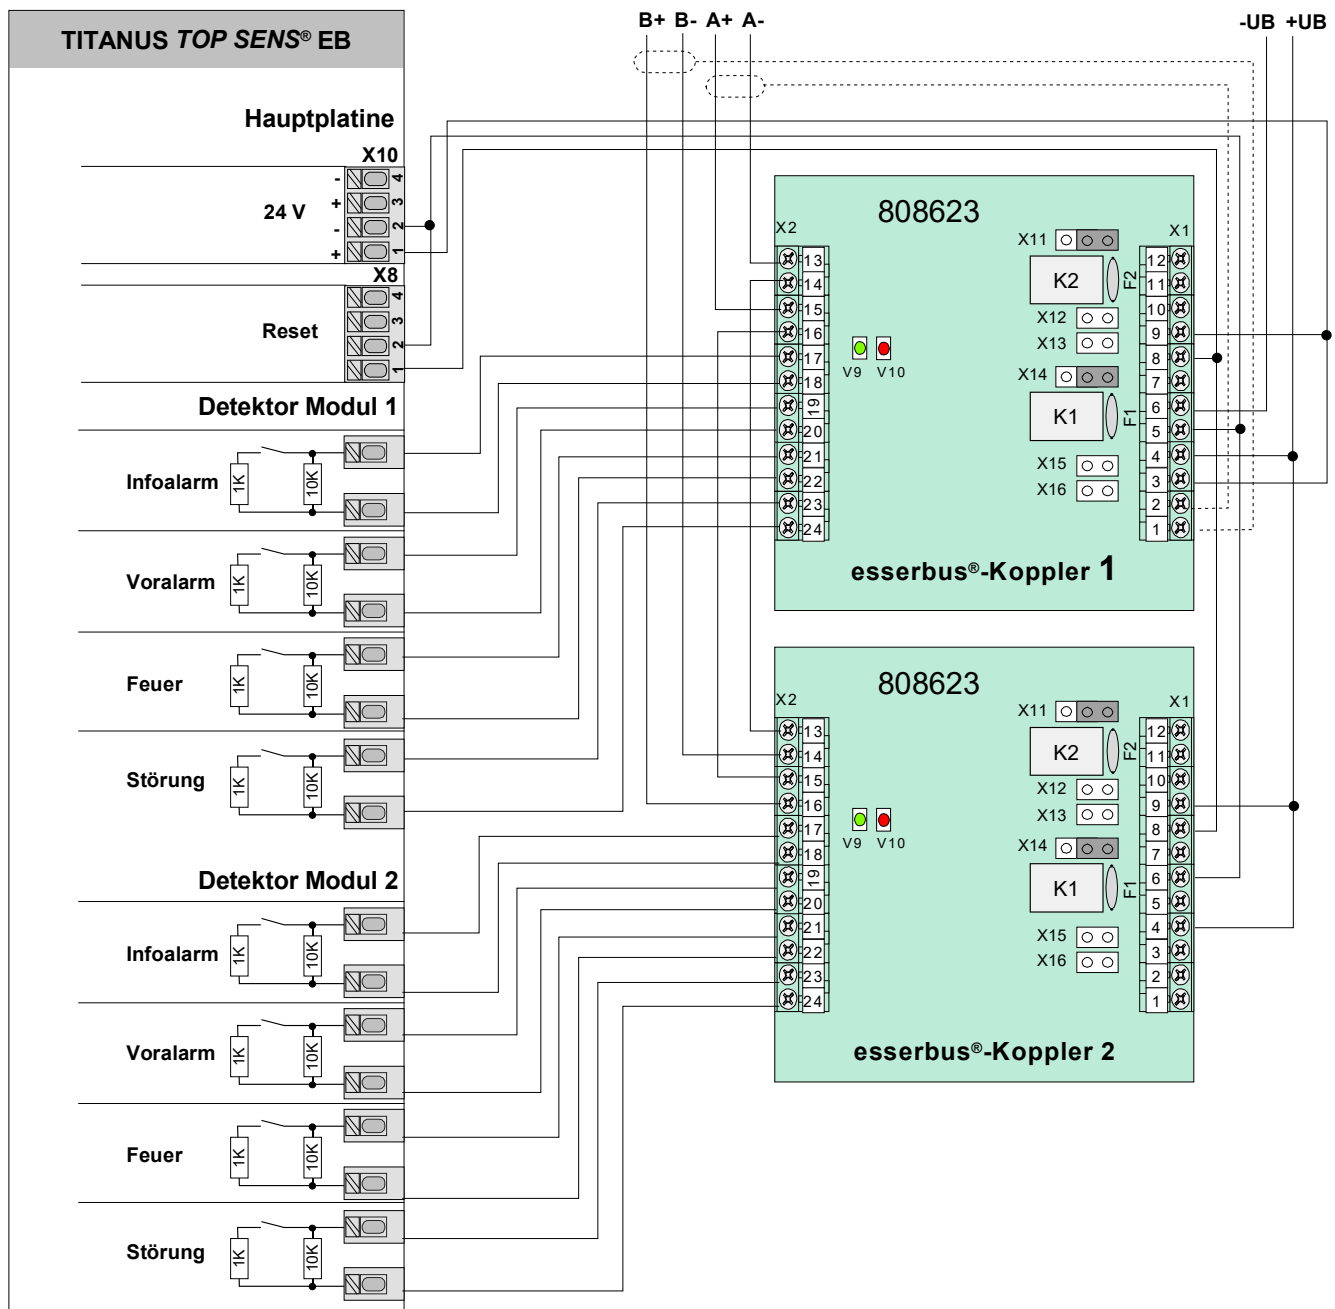 B+ B- A+ A-
-UB +UB
TITANUS TOP SENS® EB
Hauptplatine
X10
24 V
- 4
+ 3
- 2
+ 1
X8
Reset
4
3
2
1
Detektor Modul 1
Infoalarm 1K 10K
Voralarm 1K 10K
Feuer 1K 10K
Störung 1K 10K
Detektor Modul 2
Infoalarm 1K 10K
Voralarm 1K 10K
Feuer 1K 10K
Störung 1K 10K
808623
X2
13
14
15
16
17
18
19
20
21
22
23
24
V9 V10
X11
K2 F2
X12
X13
X14
K1 F1
X15
X16
X1
12
11
10
9
8
7
6
5
4
3
2
1
esserbus®-Koppler 1
808623
X2
13
14
15
16
17
18
19
20
21
22
23
24
V9 V10
X11
K2 F2
X12
X13
X14
K1 F1
X15
X16
X1
12
11
10
9
8
7
6
5
4
3
2
1
esserbus®-Koppler 2